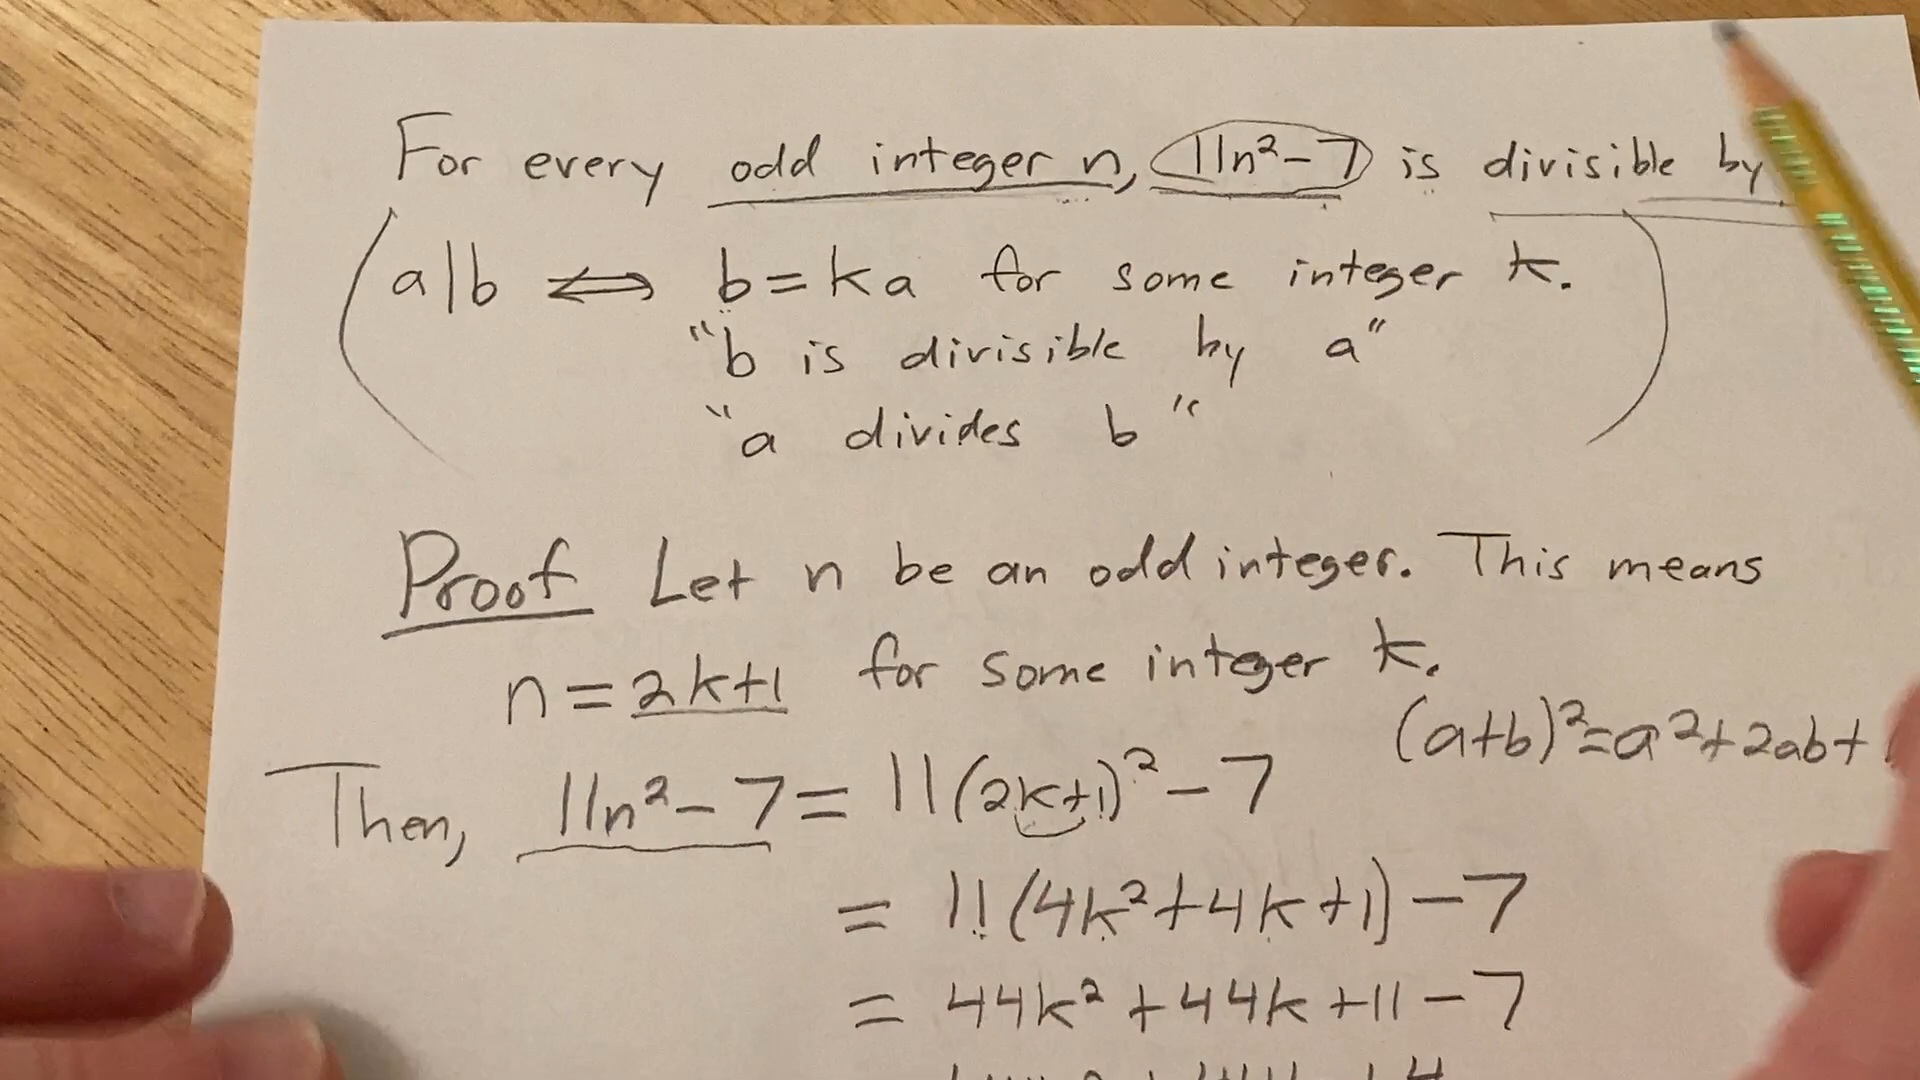 For every odd integer n, 11n²-7 is divisible by
a|b ⟺ b=ka for some integer k.
"b is divisible by a"
"a divides b"
Proof Let n be an odd integer. This means
n=2k+1 for some integer k.
(a+b)²=a²+2ab+
Then, 11n²-7= 11(2k+1)²-7
= 11(4k²+4k+1)-7
= 44k²+44k+11-7